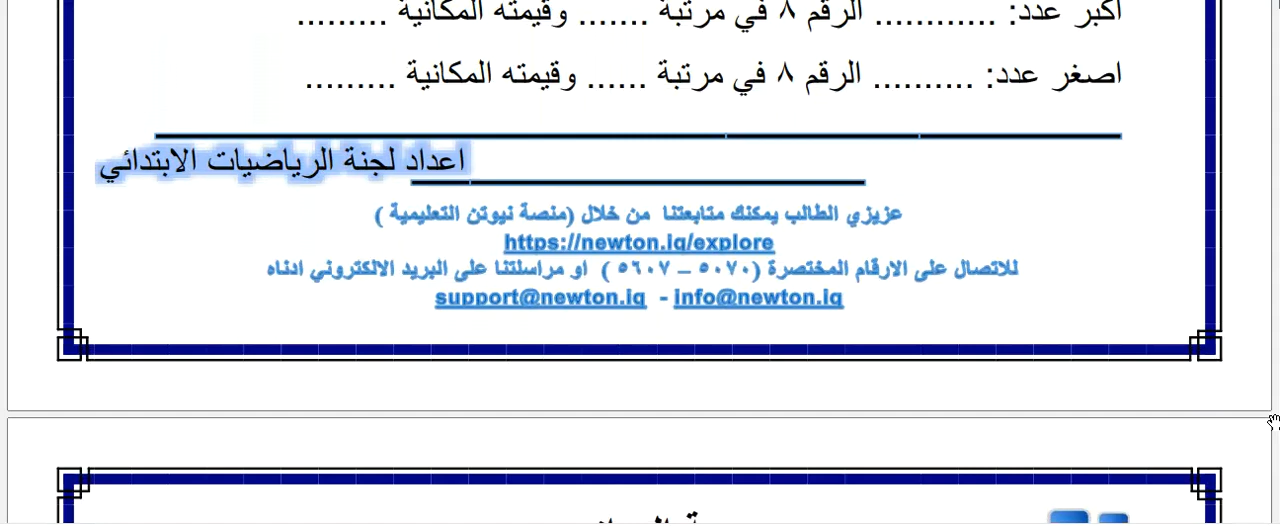 اكبر عدد: ............ الرقم ٨ في مرتبة ....... وقيمته المكانية .........
اصغر عدد: .......... الرقم ٨ في مرتبة ...... وقيمته المكانية .........
اعداد لجنة الرياضيات الابتدائي
عزيزي الطالب يمكنك متابعتنا من خلال (منصة نيوتن التعليمية )
https://newton.iq/explore
للاتصال على الارقام المختصرة (٥٠٧٠ – ٥٦٠٧ ) او مراسلتنا على البريد الالكتروني ادناه
support@newton.iq - info@newton.iq